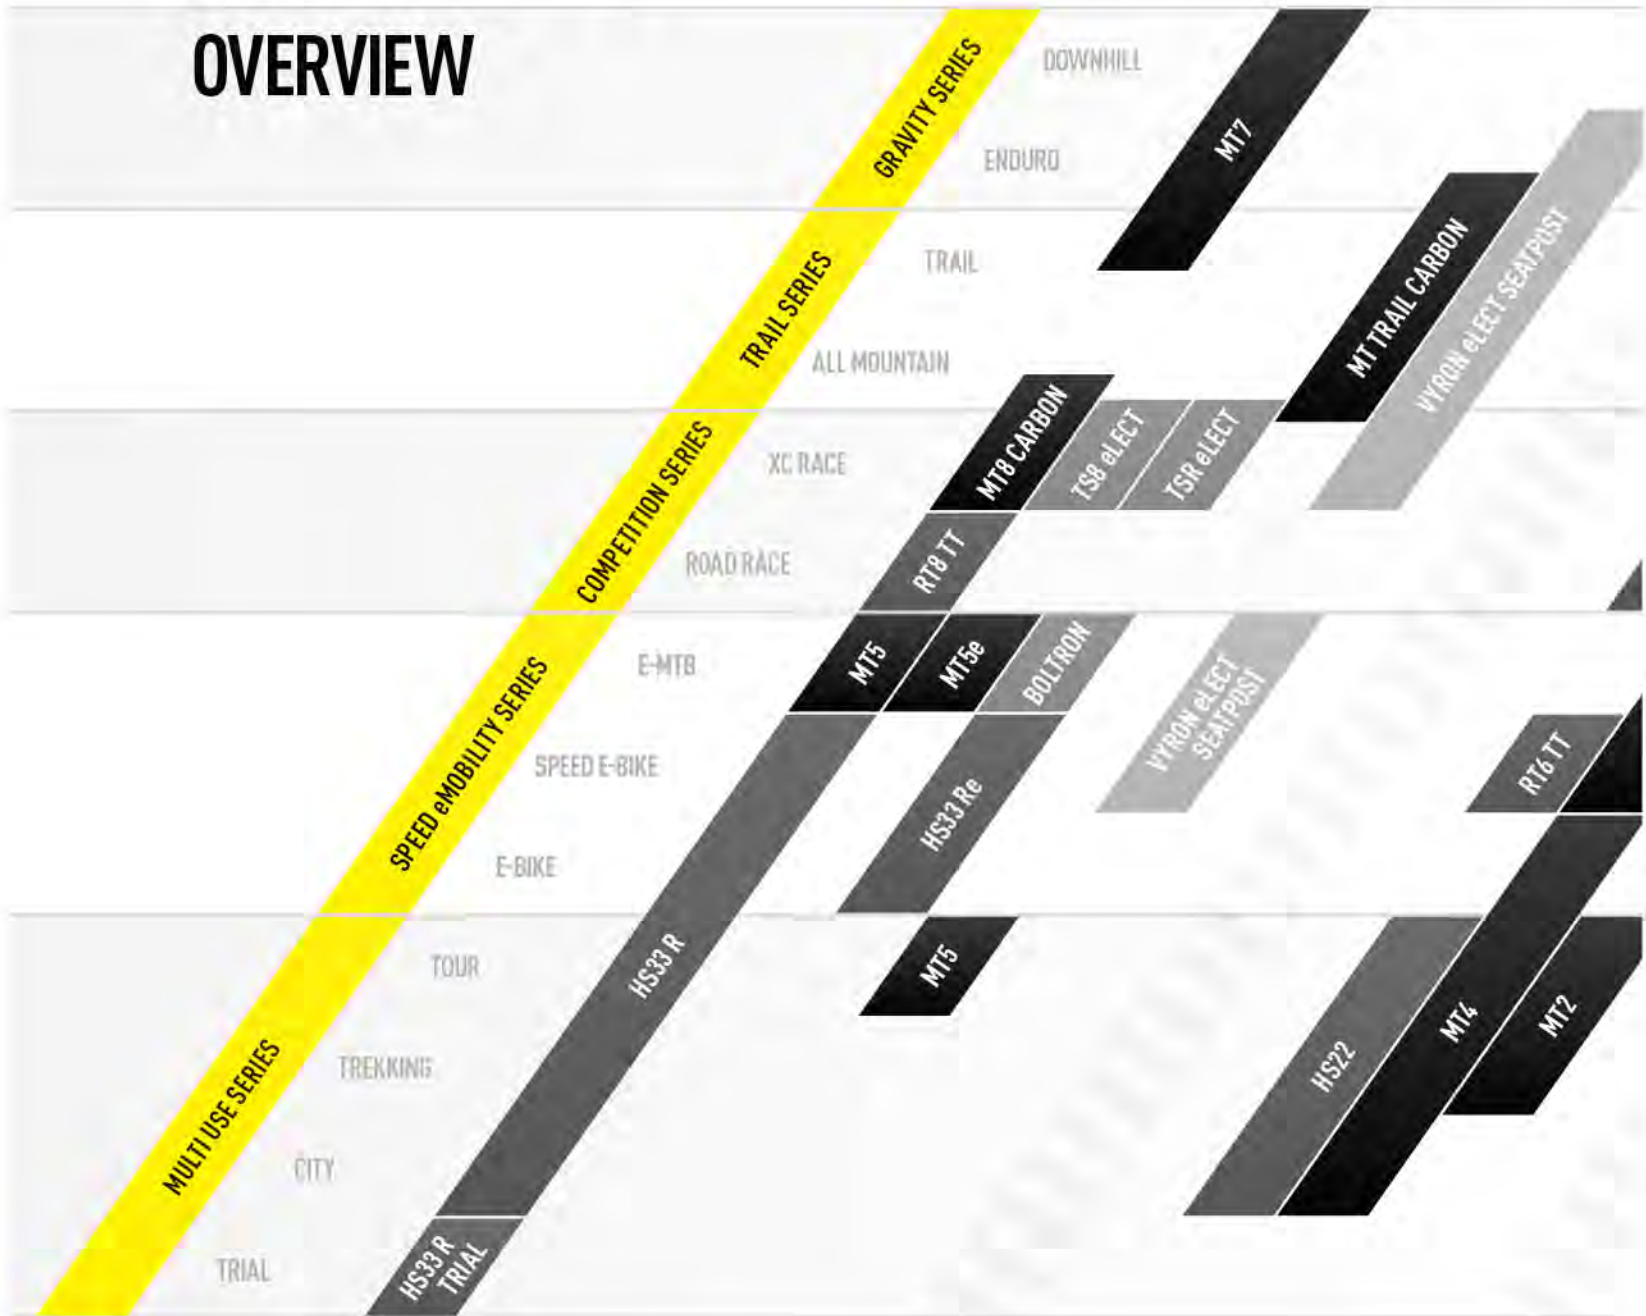 OVERVIEW
GRAVITY SERIES
DOWNHILL
ENDURO
MT7
TRAIL SERIES
TRAIL
ALL MOUNTAIN
MT TRAIL CARBON
VYRON eLECT SEATPOST
COMPETITION SERIES
XC RACE
ROAD RACE
MT8 CARBON
TS8 eLECT
TSR eLECT
RT8 TT
SPEED eMOBILITY SERIES
E-MTB
SPEED E-BIKE
E-BIKE
MT5
MT5e
BOLTRON
VYRON eLECT
SEATPOST
HS33 Re
RT6 TT
MULTI USE SERIES
TOUR
TREKKING
CITY
TRIAL
HS33 R
MT5
HS22
MT4
MT2
HS33 R
TRIAL